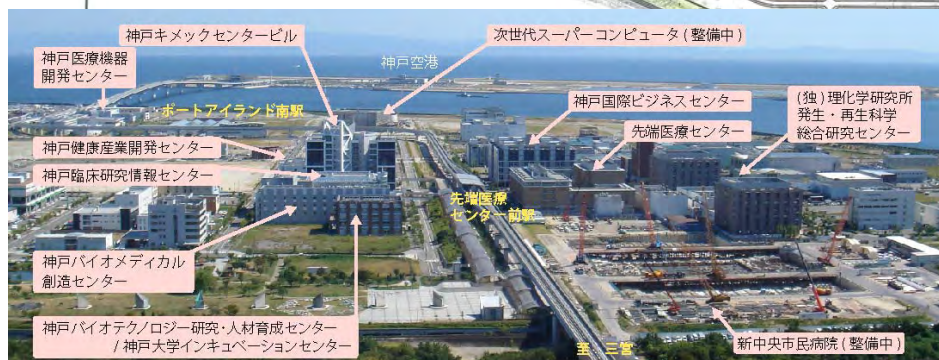 神戸キメックセンタービル
次世代スーパーコンピュータ(整備中)
神戸医療機器
開発センター
神戸空港
ポートアイランド南駅
神戸国際ビジネスセンター
(独)理化学研究所
発生・再生科学
総合研究センター
先端医療センター
神戸健康産業開発センター
神戸臨床研究情報センター
先端医療
センター前駅
神戸バイオメディカル
創造センター
神戸バイオテクノロジー研究・人材育成センター
/神戸大学インキュベーションセンター
至 三宮
新中央市民病院(整備中)